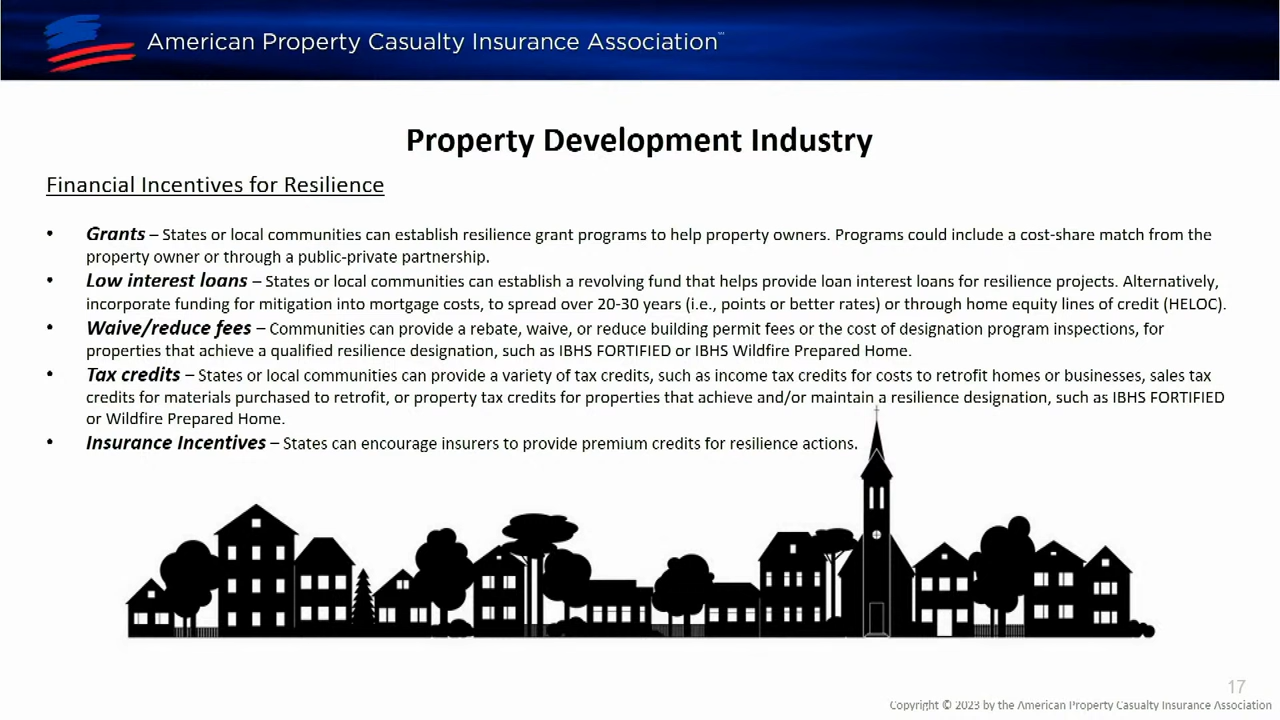 American Property Casualty Insurance Association™
Property Development Industry
Financial Incentives for Resilience
• Grants – States or local communities can establish resilience grant programs to help property owners. Programs could include a cost-share match from the
property owner or through a public-private partnership.
• Low interest loans – States or local communities can establish a revolving fund that helps provide loan interest loans for resilience projects. Alternatively,
incorporate funding for mitigation into mortgage costs, to spread over 20-30 years (i.e., points or better rates) or through home equity lines of credit (HELOC).
• Waive/reduce fees – Communities can provide a rebate, waive, or reduce building permit fees or the cost of designation program inspections, for
properties that achieve a qualified resilience designation, such as IBHS FORTIFIED or IBHS Wildfire Prepared Home.
• Tax credits – States or local communities can provide a variety of tax credits, such as income tax credits for costs to retrofit homes or businesses, sales tax
credits for materials purchased to retrofit, or property tax credits for properties that achieve and/or maintain a resilience designation, such as IBHS FORTIFIED
or Wildfire Prepared Home.
• Insurance Incentives – States can encourage insurers to provide premium credits for resilience actions.
17
Copyright © 2023 by the American Property Casualty Insurance Association